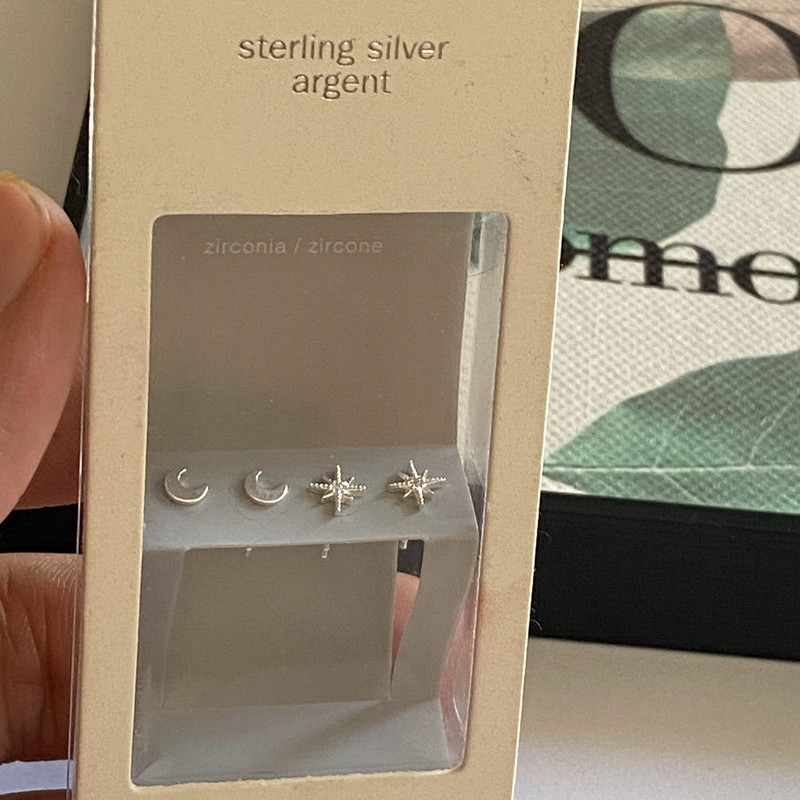 sterling silver
argent
zirconia / zircone